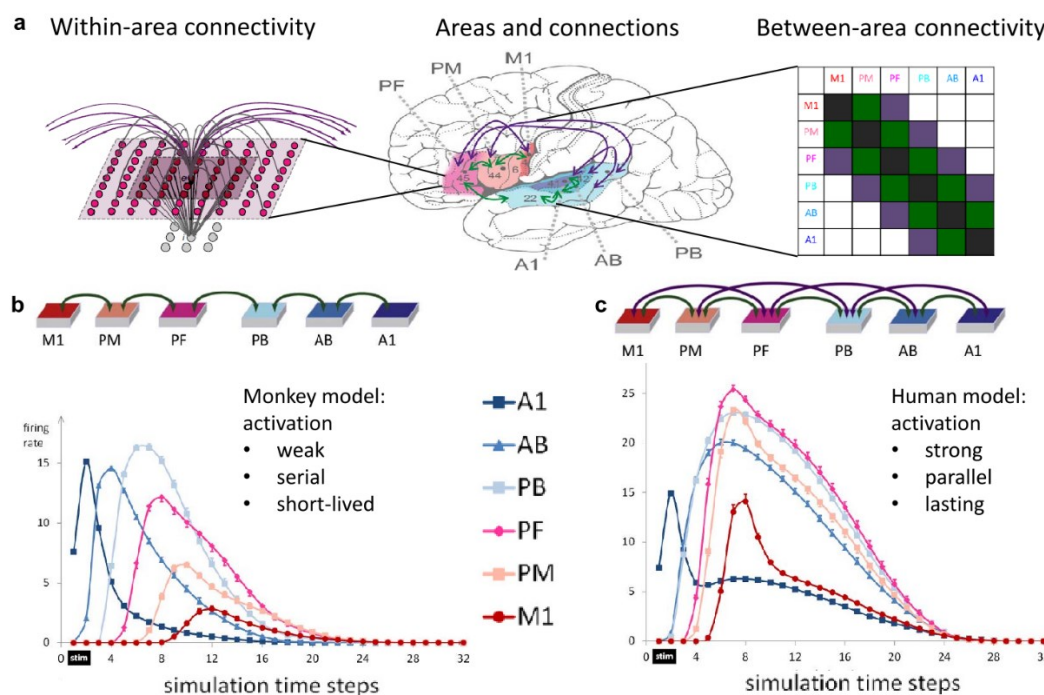 a
Within-area connectivity
Areas and connections
Between-area connectivity
PF
PM
M1
45
44
6
41
42
22
A1
AB
PB
M1 PM PF PB AB A1
M1
PM
PF
PB
AB
A1
b
M1 PM PF PB AB A1
Monkey model:
activation
• weak
• serial
• short-lived
firing
rate
15
10
5
0
0 4 8 12 16 20 24 28 32
stim
simulation time steps
A1
AB
PB
PF
PM
M1
c
M1 PM PF PB AB A1
Human model:
activation
• strong
• parallel
• lasting
25
20
15
10
5
0
0 4 8 12 16 20 24 28 32
stim
simulation time steps